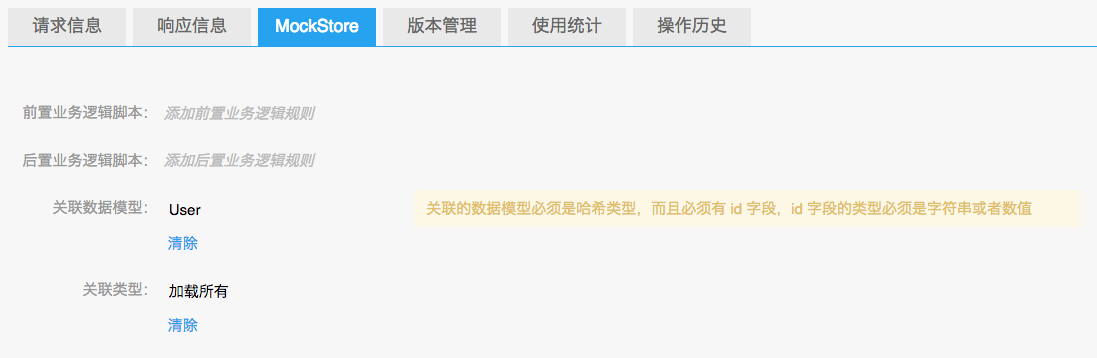 请求信息 响应信息 MockStore 版本管理 使用统计 操作历史
前置业务逻辑脚本: 添加前置业务逻辑规则
后置业务逻辑脚本: 添加后置业务逻辑规则
关联数据模型: User 关联的数据模型必须是哈希类型，而且必须有 id 字段，id 字段的类型必须是字符串或者数值
清除
关联类型: 加载所有
清除